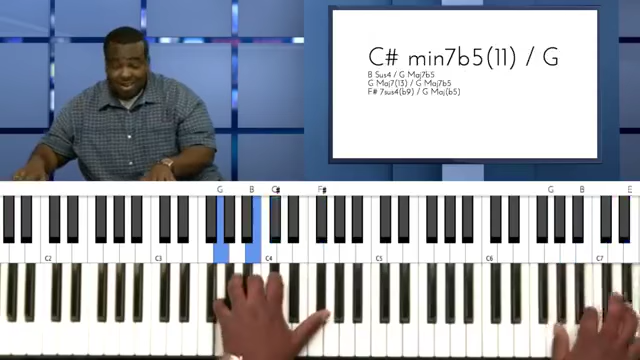 C# min7b5(11) / G
B Sus4 / G Maj7b5
G Maj7(13) / G Maj7b5
F# 7sus4(b9) / G Maj(b5)
G B C# F# G B E
C2 C3 C4 C5 C6 C7